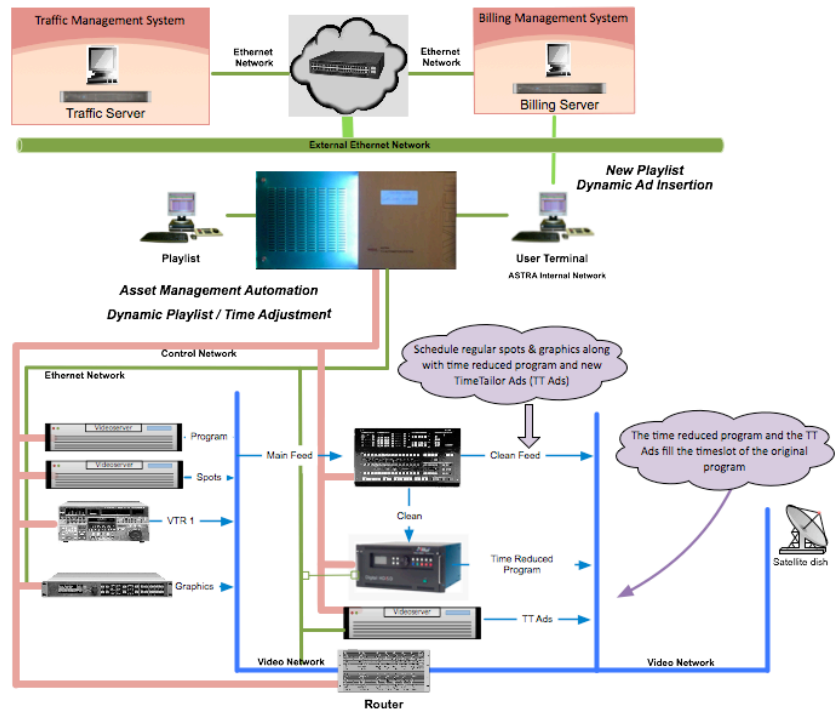 Traffic Management System
Billing Management System
Ethernet
Network
Ethernet
Network
Traffic Server
Billing Server
External Ethernet Network
New Playlist
Dynamic Ad Insertion
Playlist
User Terminal
ASTRA Internal Network
Asset Management Automation
Dynamic Playlist / Time Adjustment
Control Network
Ethernet Network
Schedule regular spots & graphics along
with time reduced program and new
TimeTailor Ads (TT Ads)
The time reduced program and the TT
Ads fill the timeslot of the original
program
Videoserver
Program
Main Feed
Clean Feed
Videoserver
Spots
VTR 1
Clean
Satellite dish
Time Reduced
Program
Graphics
Videoserver
TT Ads
Video Network
Video Network
Router